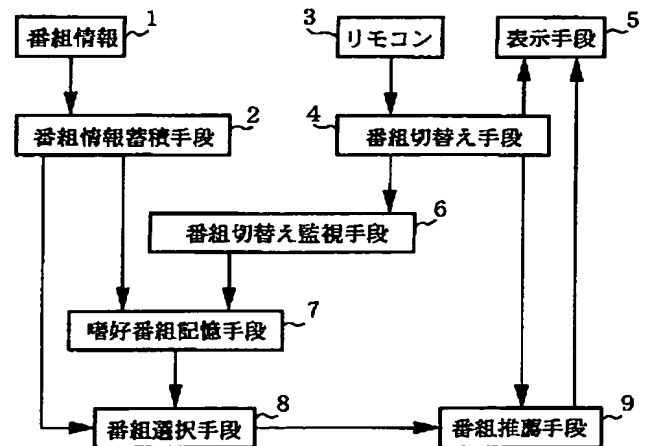 1
番組情報
3
リモコン
5
表示手段
2
番組情報蓄積手段
4
番組切替え手段
6
番組切替え監視手段
7
嗜好番組記憶手段
8
番組選択手段
9
番組推薦手段